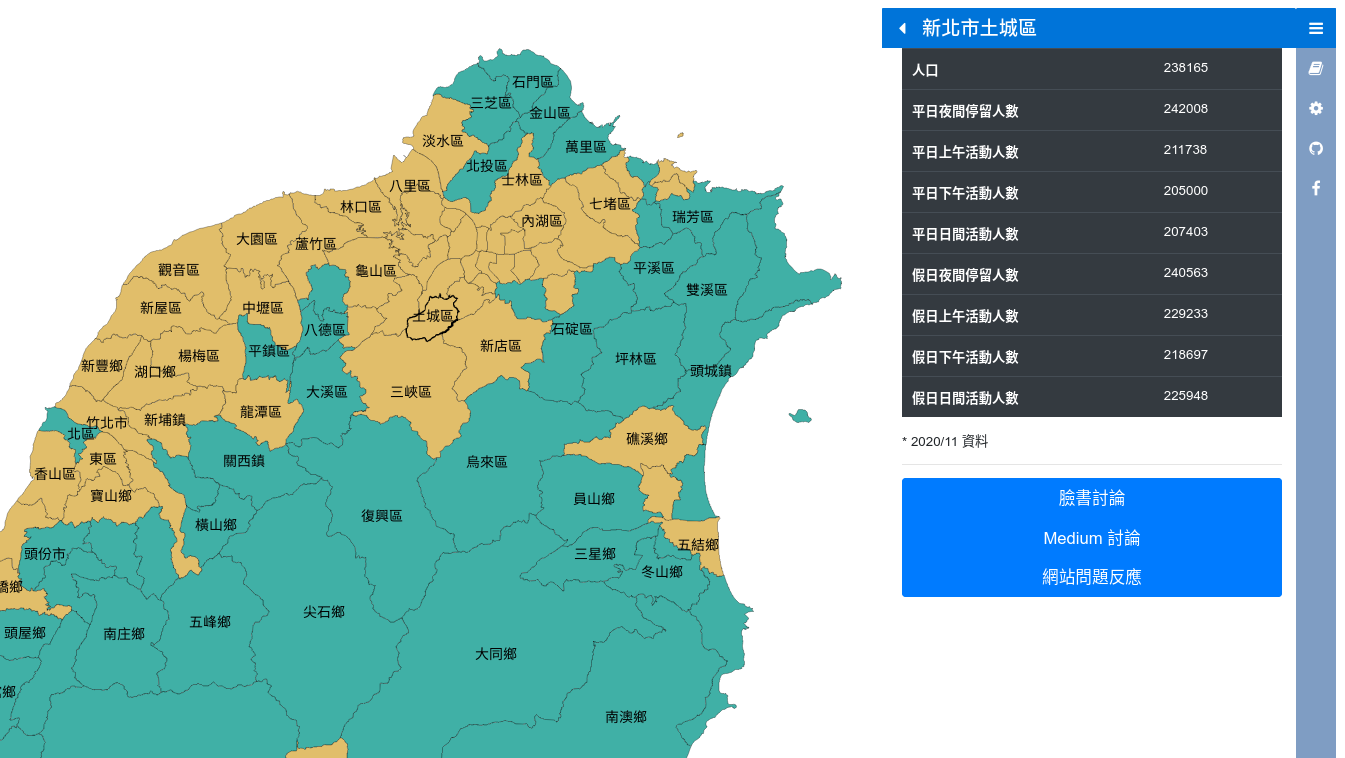 新北市土城區
人口 238165
平日夜間停留人數 242008
平日上午活動人數 211738
平日下午活動人數 205000
平日日間活動人數 207403
假日夜間停留人數 240563
假日上午活動人數 229233
假日下午活動人數 218697
假日日間活動人數 225948
* 2020/11 資料
臉書討論
Medium 討論
網站問題反應
石門區
三芝區
金山區
淡水區
萬里區
北投區
士林區
八里區
林口區
七堵區
瑞芳區
內湖區
大園區
蘆竹區
觀音區
龜山區
平溪區
雙溪區
新屋區
中壢區
土城區
八德區
石碇區
新店區
平鎮區
楊梅區
坪林區
新豐鄉
湖口鄉
頭城鎮
大溪區
三峽區
龍潭區
竹北市
新埔鎮
北區
礁溪鄉
東區
關西鎮
烏來區
香山區
寶山鄉
員山鄉
復興區
橫山鄉
五結鄉
頭份市
三星鄉
冬山鄉
橋鄉
尖石鄉
五峰鄉
頭屋鄉
南庄鄉
大同鄉
鄉
南澳鄉